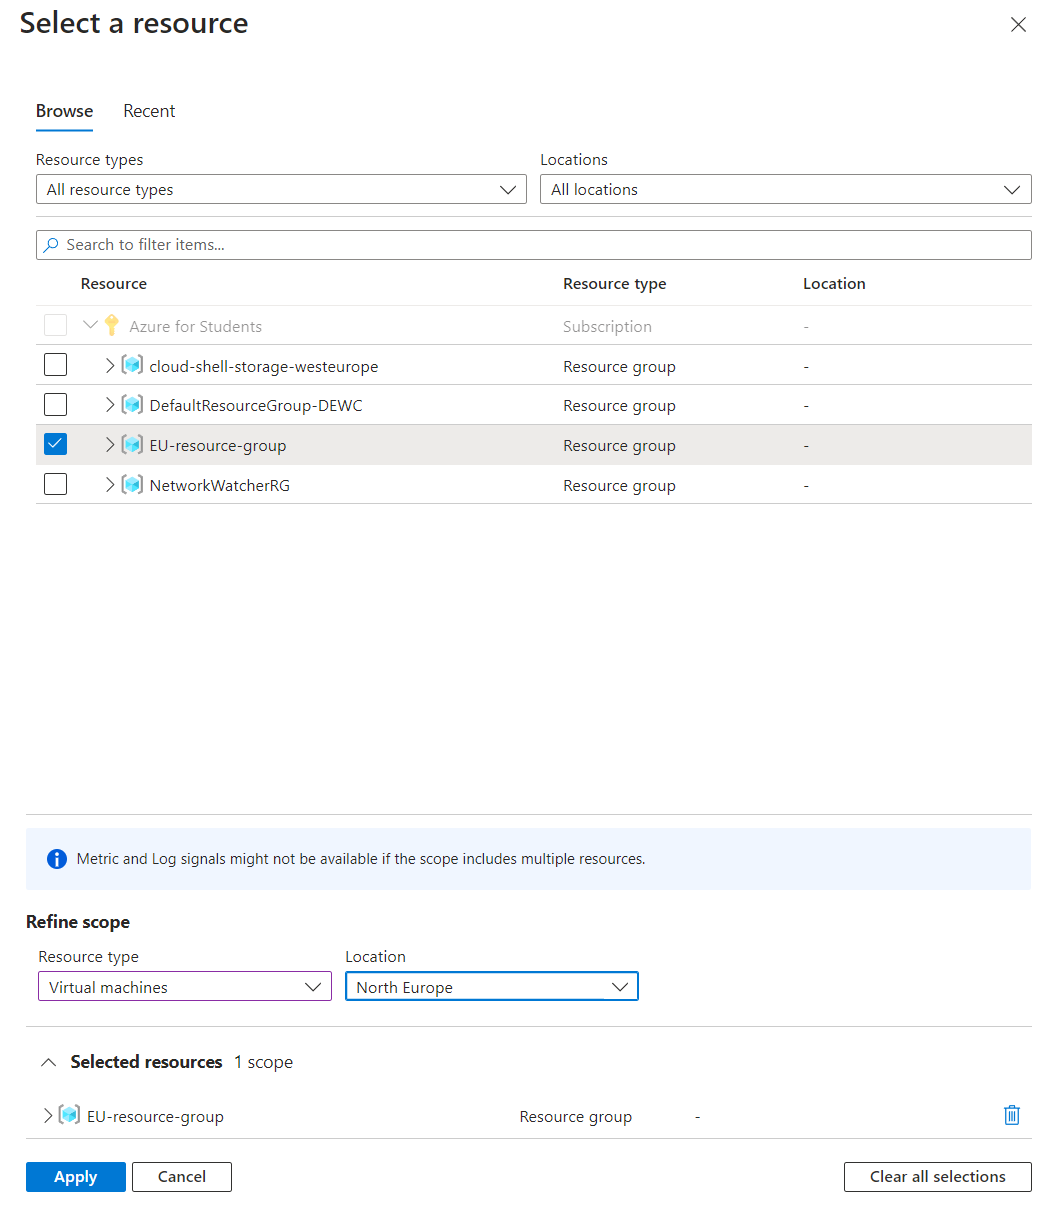 Select a resource
Browse Recent
Resource types Locations
All resource types All locations
Search to filter items...
Resource Resource type Location
Azure for Students Subscription -
cloud-shell-storage-westeurope Resource group -
DefaultResourceGroup-DEWC Resource group -
EU-resource-group Resource group -
NetworkWatcherRG Resource group -
Metric and Log signals might not be available if the scope includes multiple resources.
Refine scope
Resource type Location
Virtual machines North Europe
Selected resources 1 scope
EU-resource-group Resource group -
Apply Cancel Clear all selections